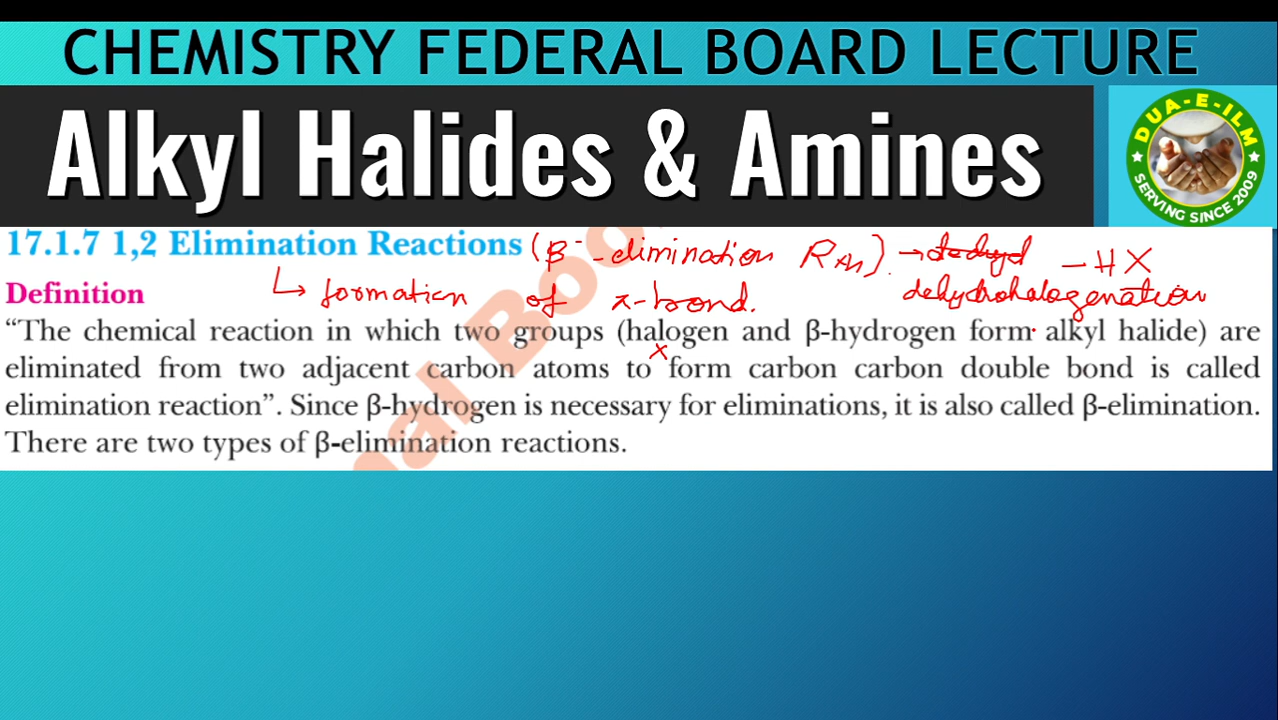 CHEMISTRY FEDERAL BOARD LECTURE
Alkyl Halides & Amines
DUA-E-ILM
SERVING SINCE 2009
17.1.7 1,2 Elimination Reactions (β-elimination Rxn). → - HX
Definition ↳ formation of π-bond. dehydrohalogenation
“The chemical reaction in which two groups (halogen and β-hydrogen form alkyl halide) are
x
eliminated from two adjacent carbon atoms to form carbon carbon double bond is called
elimination reaction”. Since β-hydrogen is necessary for eliminations, it is also called β-elimination.
There are two types of β-elimination reactions.